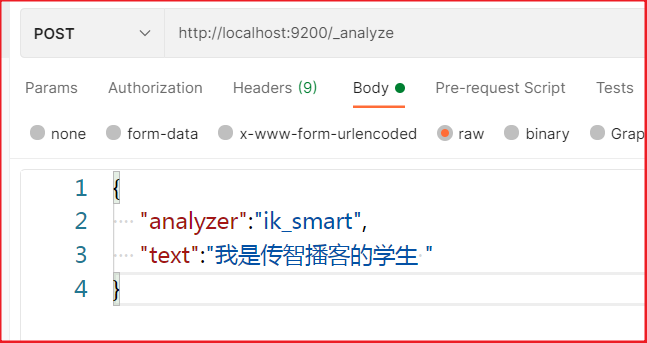 POST http://localhost:9200/_analyze
Params Authorization Headers (9) Body Pre-request Script Tests
none form-data x-www-form-urlencoded raw binary Grap
1 {
2 "analyzer":"ik_smart",
3 "text":"我是传智播客的学生 "
4 }